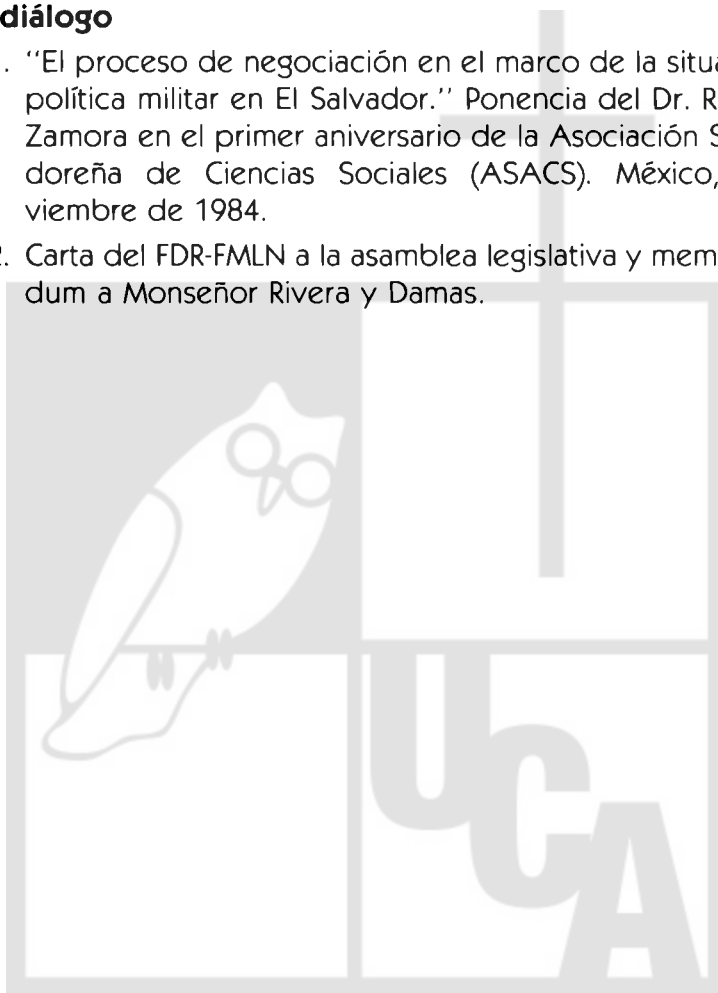 diálogo
. "El proceso de negociación en el marco de la situa
política militar en El Salvador." Ponencia del Dr. R
Zamora en el primer aniversario de la Asociación S
doreña de Ciencias Sociales (ASACS). México,
viembre de 1984.
2. Carta del FDR-FMLN a la asamblea legislativa y mem
dum a Monseñor Rivera y Damas.
UCA